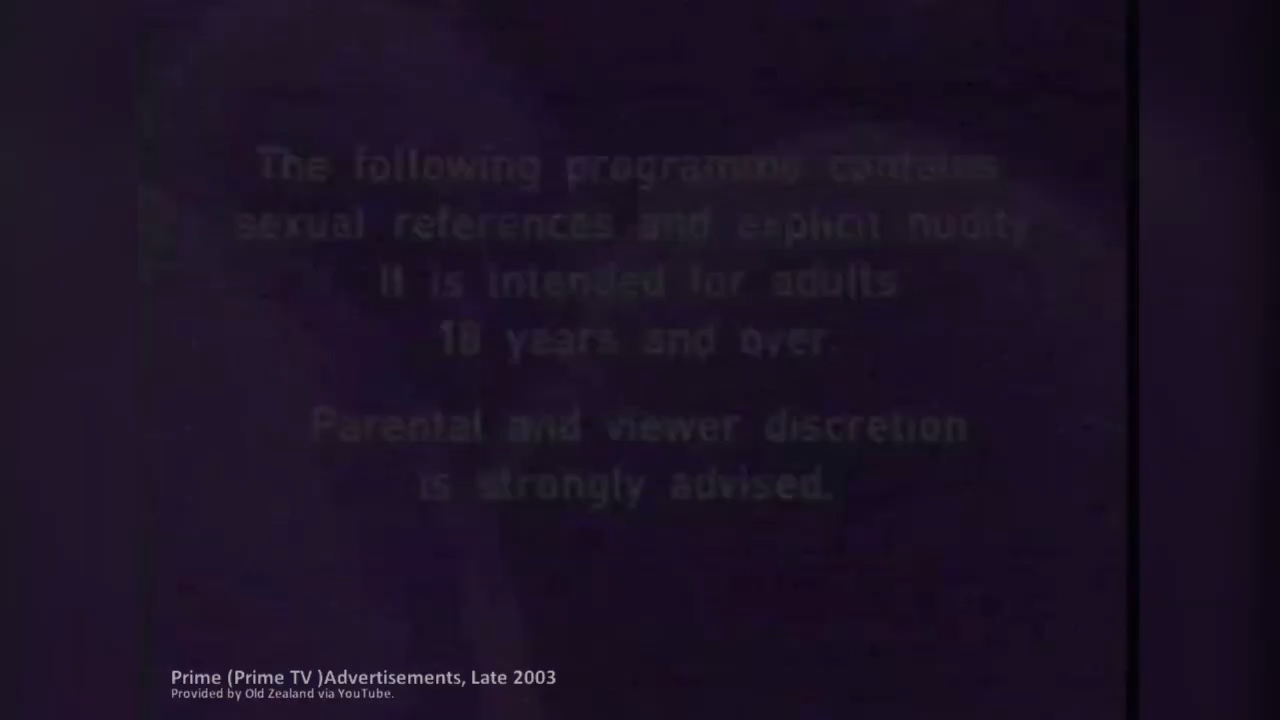 The following programme contains
sexual references and explicit nudity
It is intended for adults
18 years and over.
Parental and viewer discretion
is strongly advised.
Prime (Prime TV )Advertisements, Late 2003
Provided by Old Zealand via YouTube.